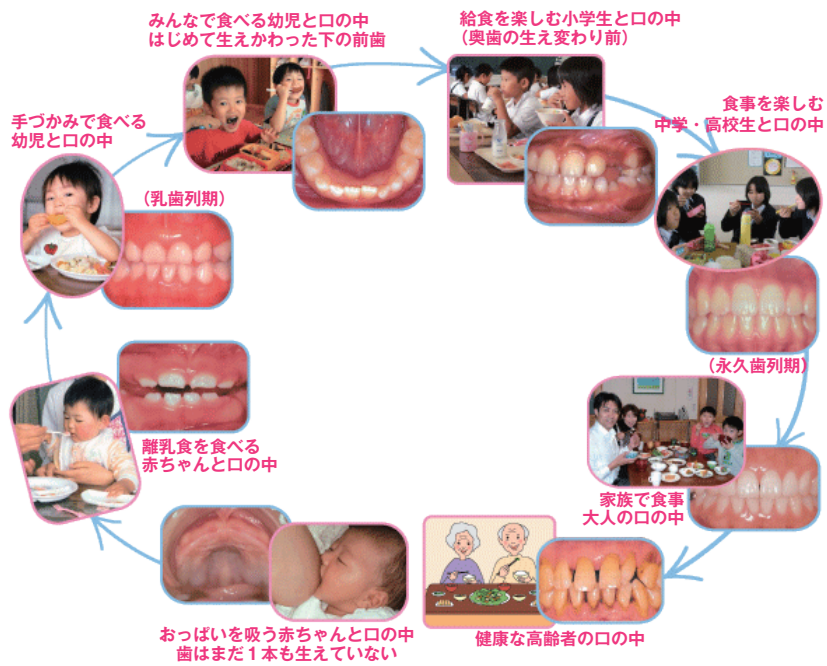 みんなで食べる幼児と口の中
はじめて生えかわった下の前歯
給食を楽しむ小学生と口の中
（奥歯の生え変わり前）
食事を楽しむ
中学・高校生と口の中
手づかみで食べる
幼児と口の中
（乳歯列期）
（永久歯列期）
離乳食を食べる
赤ちゃんと口の中
家族で食事
大人の口の中
おっぱいを吸う赤ちゃんと口の中
歯はまだ１本も生えていない
健康な高齢者の口の中